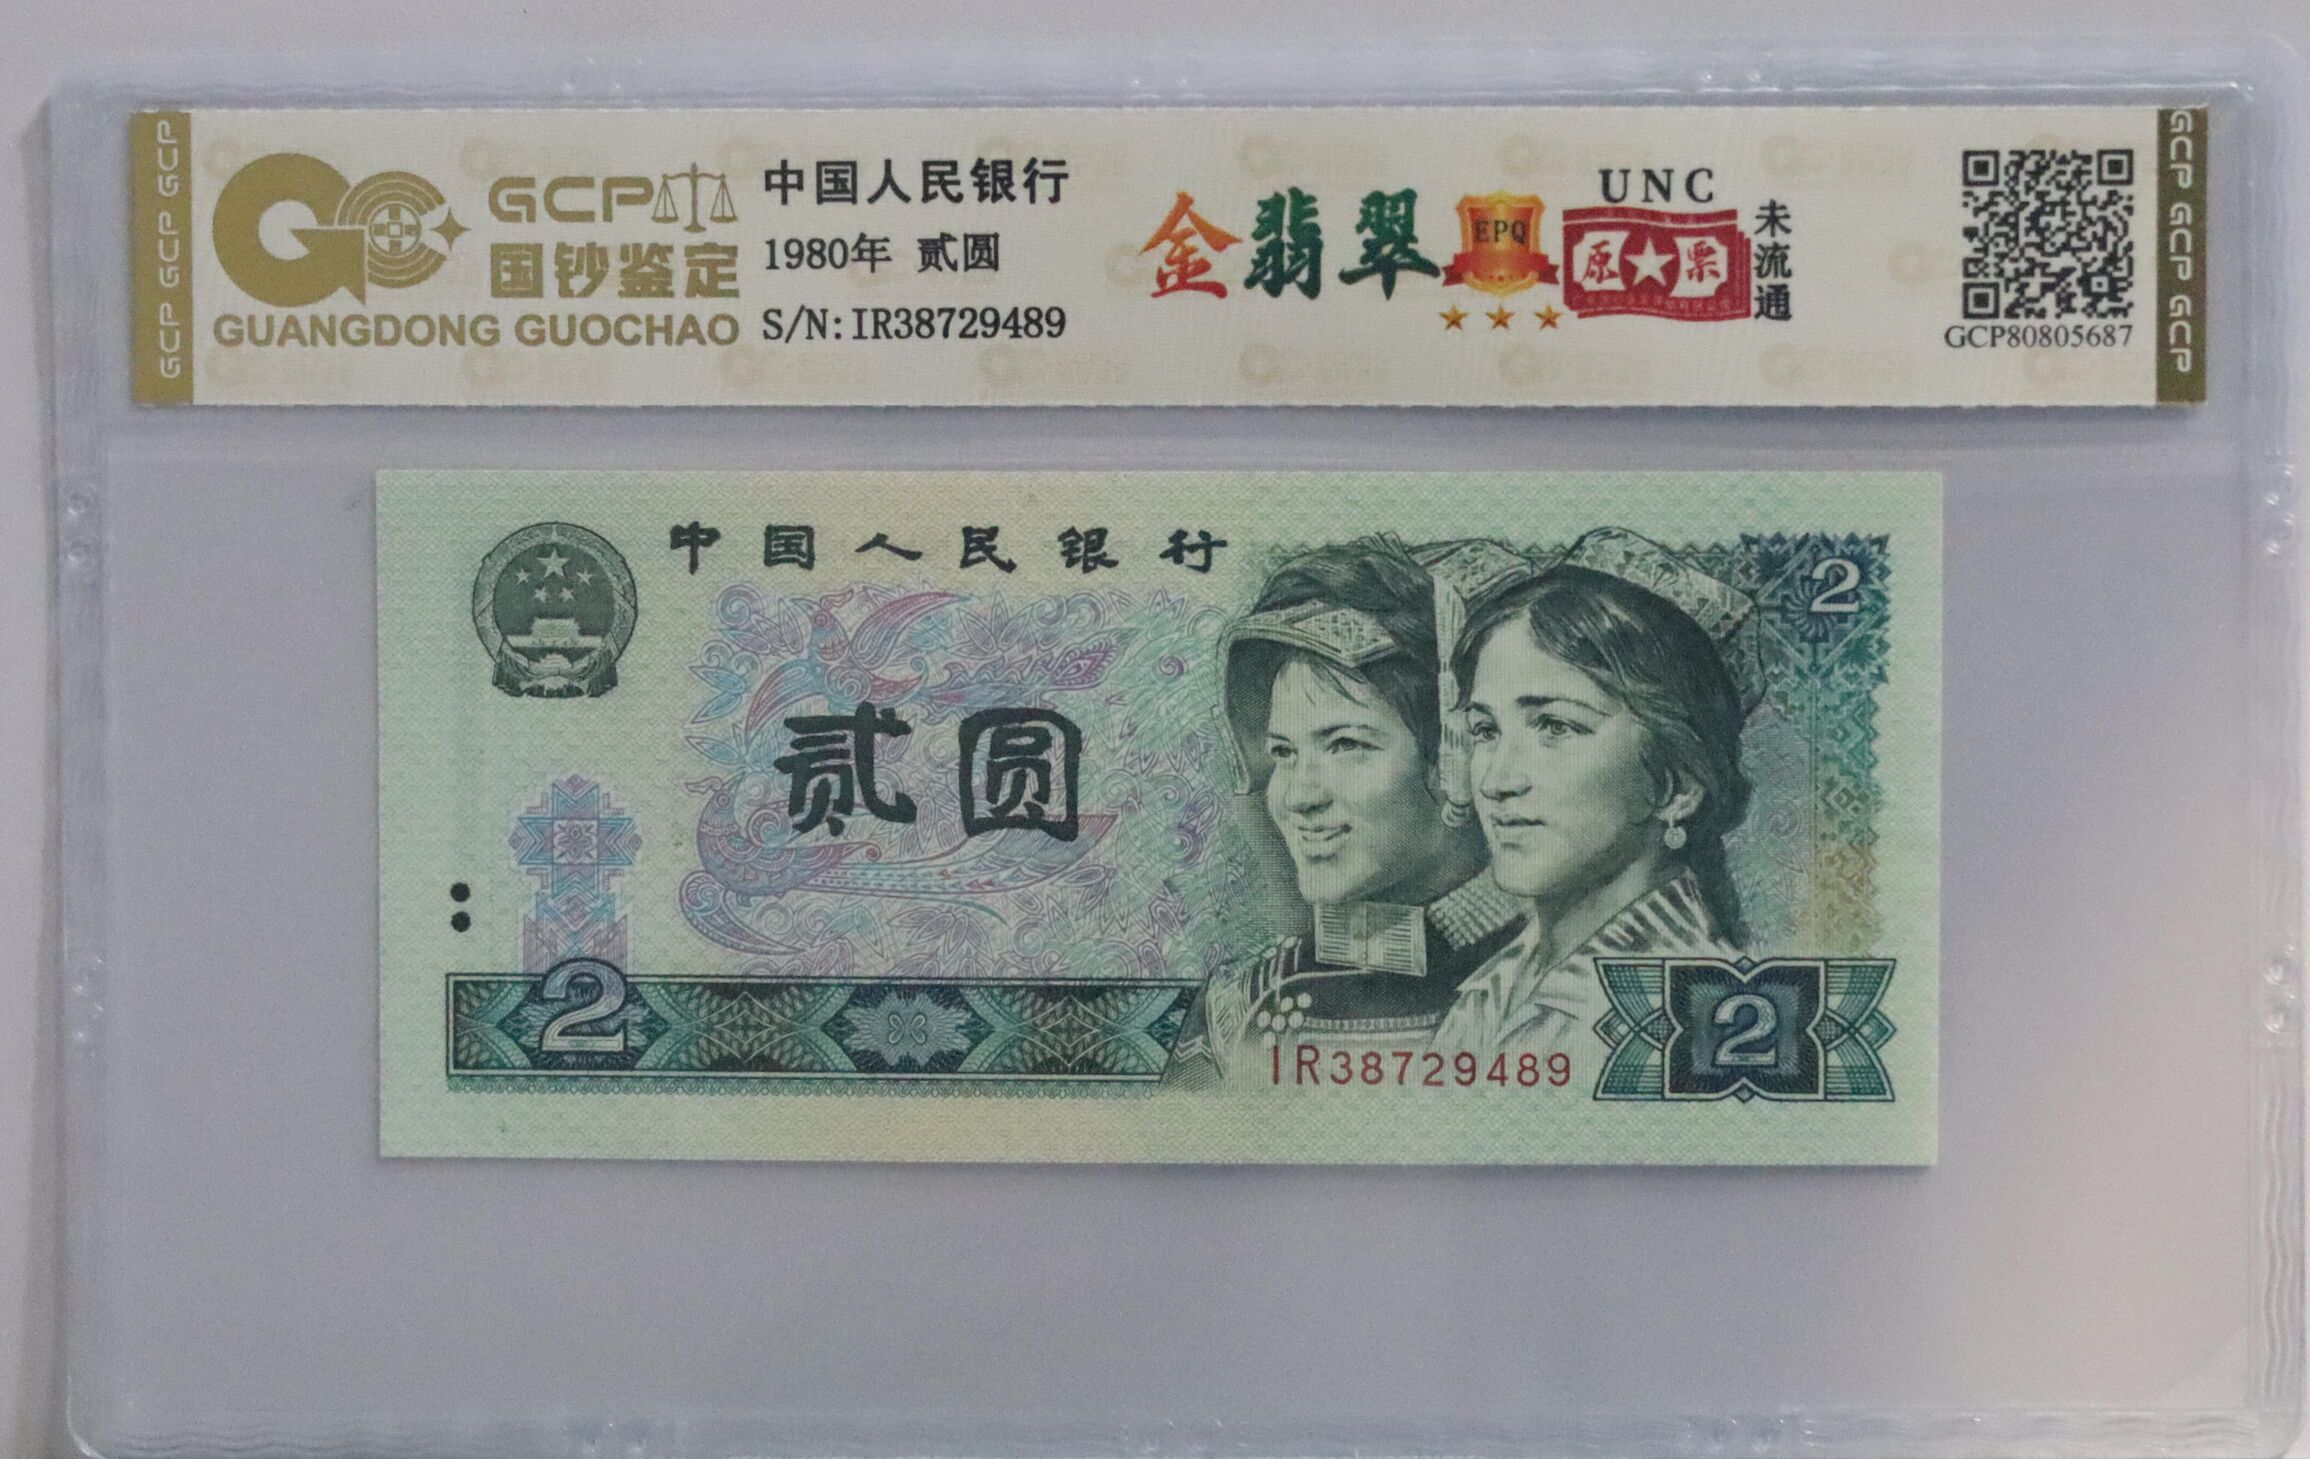 GCP GCP GCP
GCP
国钞鉴定
GUANGDONG GUOCHAO
中国人民银行
1980年 贰圆
S/N:IR38729489
金翡翠
EPQ
UNC
原★票
未流通
GCP80805687
GCP GCP GCP
中国人民银行
2
贰圆
2
IR38729489
2